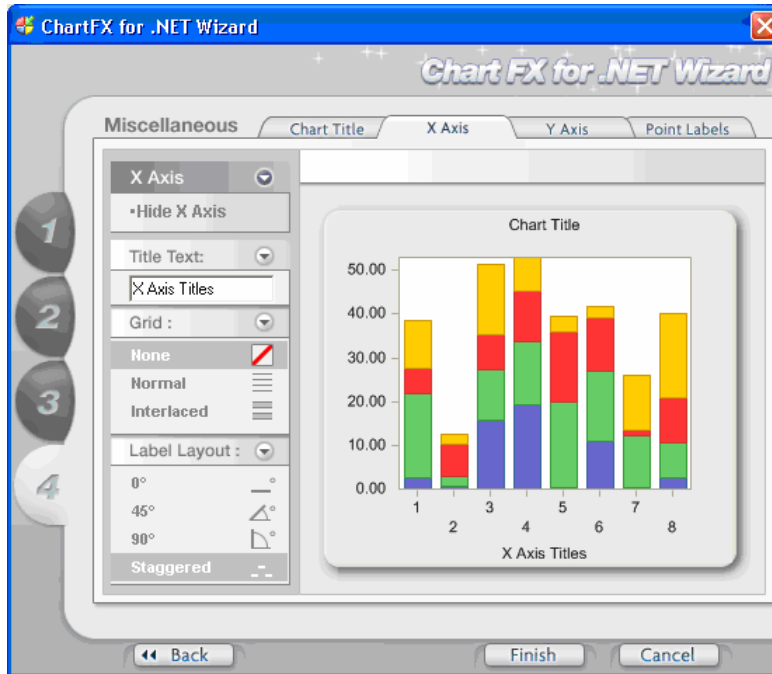 ChartFX for .NET Wizard
Chart FX for .NET Wizard
Miscellaneous
Chart Title
X Axis
Y Axis
Point Labels
X Axis
•Hide X Axis
Title Text:
X Axis Titles
Grid :
None
Normal
Interlaced
Label Layout :
0°
45°
90°
Staggered
1
2
3
4
Chart Title
50.00
40.00
30.00
20.00
10.00
0.00
1 2 3 4 5 6 7 8
X Axis Titles
Back
Finish
Cancel